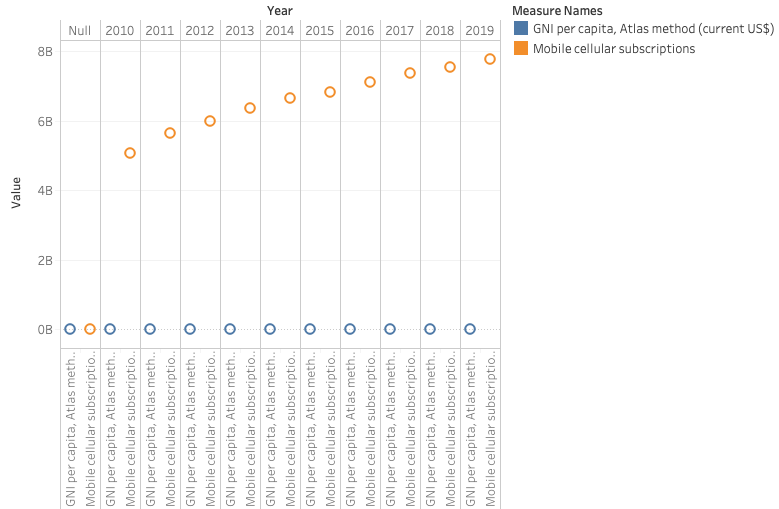 Year
Null 2010 2011 2012 2013 2014 2015 2016 2017 2018 2019
8B
6B
4B
2B
0B
Value
GNI per capita, Atlas meth..
Mobile cellular subscriptio..
GNI per capita, Atlas meth..
Mobile cellular subscriptio..
GNI per capita, Atlas meth..
Mobile cellular subscriptio..
GNI per capita, Atlas meth..
Mobile cellular subscriptio..
GNI per capita, Atlas meth..
Mobile cellular subscriptio..
GNI per capita, Atlas meth..
Mobile cellular subscriptio..
GNI per capita, Atlas meth..
Mobile cellular subscriptio..
GNI per capita, Atlas meth..
Mobile cellular subscriptio..
GNI per capita, Atlas meth..
Mobile cellular subscriptio..
GNI per capita, Atlas meth..
Mobile cellular subscriptio..
GNI per capita, Atlas meth..
Mobile cellular subscriptio..
Measure Names
GNI per capita, Atlas method (current US$)
Mobile cellular subscriptions